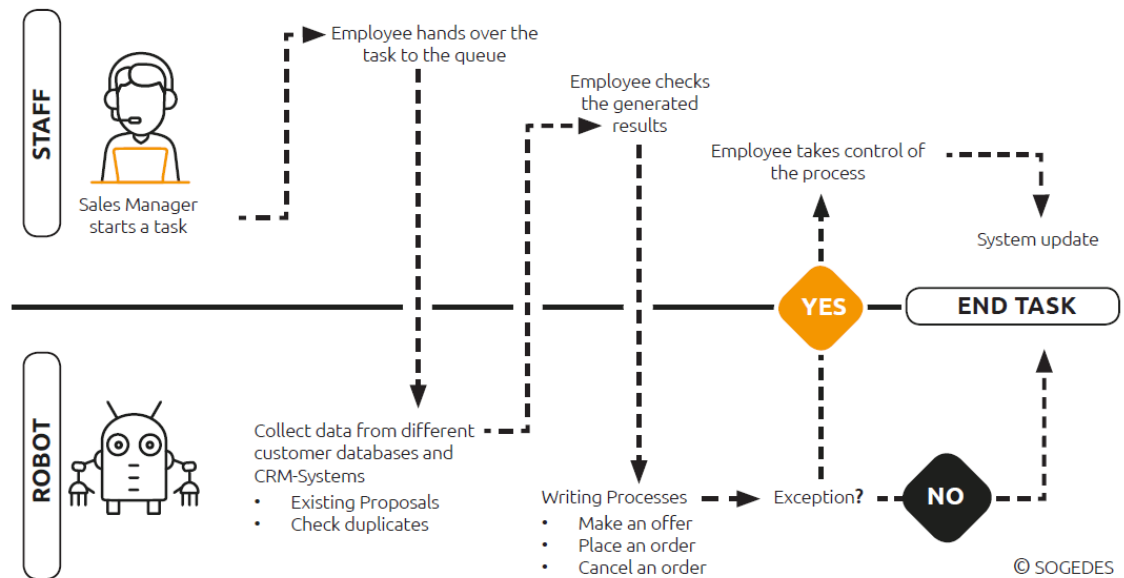 STAFF
Sales Manager
starts a task
Employee hands over the
task to the queue
Employee checks
the generated
results
Employee takes control of
the process
System update
YES
END TASK
ROBOT
Collect data from different
customer databases and
CRM-Systems
• Existing Proposals
• Check duplicates
Writing Processes
• Make an offer
• Place an order
• Cancel an order
Exception?
NO
© SOGEDES